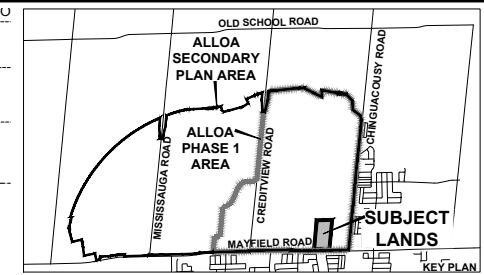 OLD SCHOOL ROAD
ALLOA
SECONDARY
PLAN AREA
CHINGUACOUSY ROAD
ALLOA
PHASE 1
AREA
MISSISSAUGA ROAD
CREDITVIEW ROAD
SUBJECT
LANDS
MAYFIELD ROAD
KEY PLAN